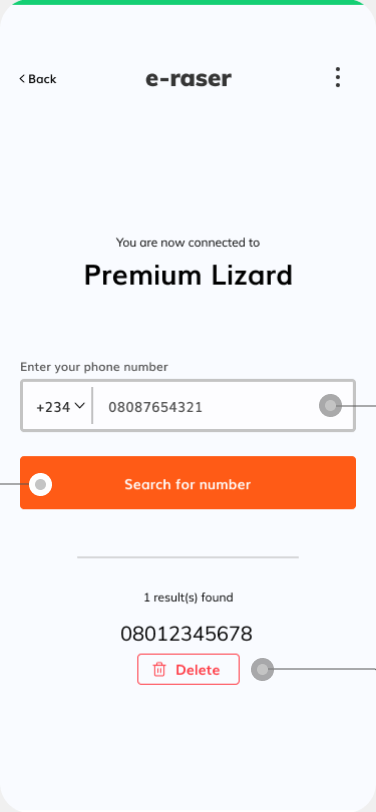 Back
e-raser
You are now connected to
Premium Lizard
Enter your phone number
+234 08087654321
Search for number
1 result(s) found
08012345678
Delete